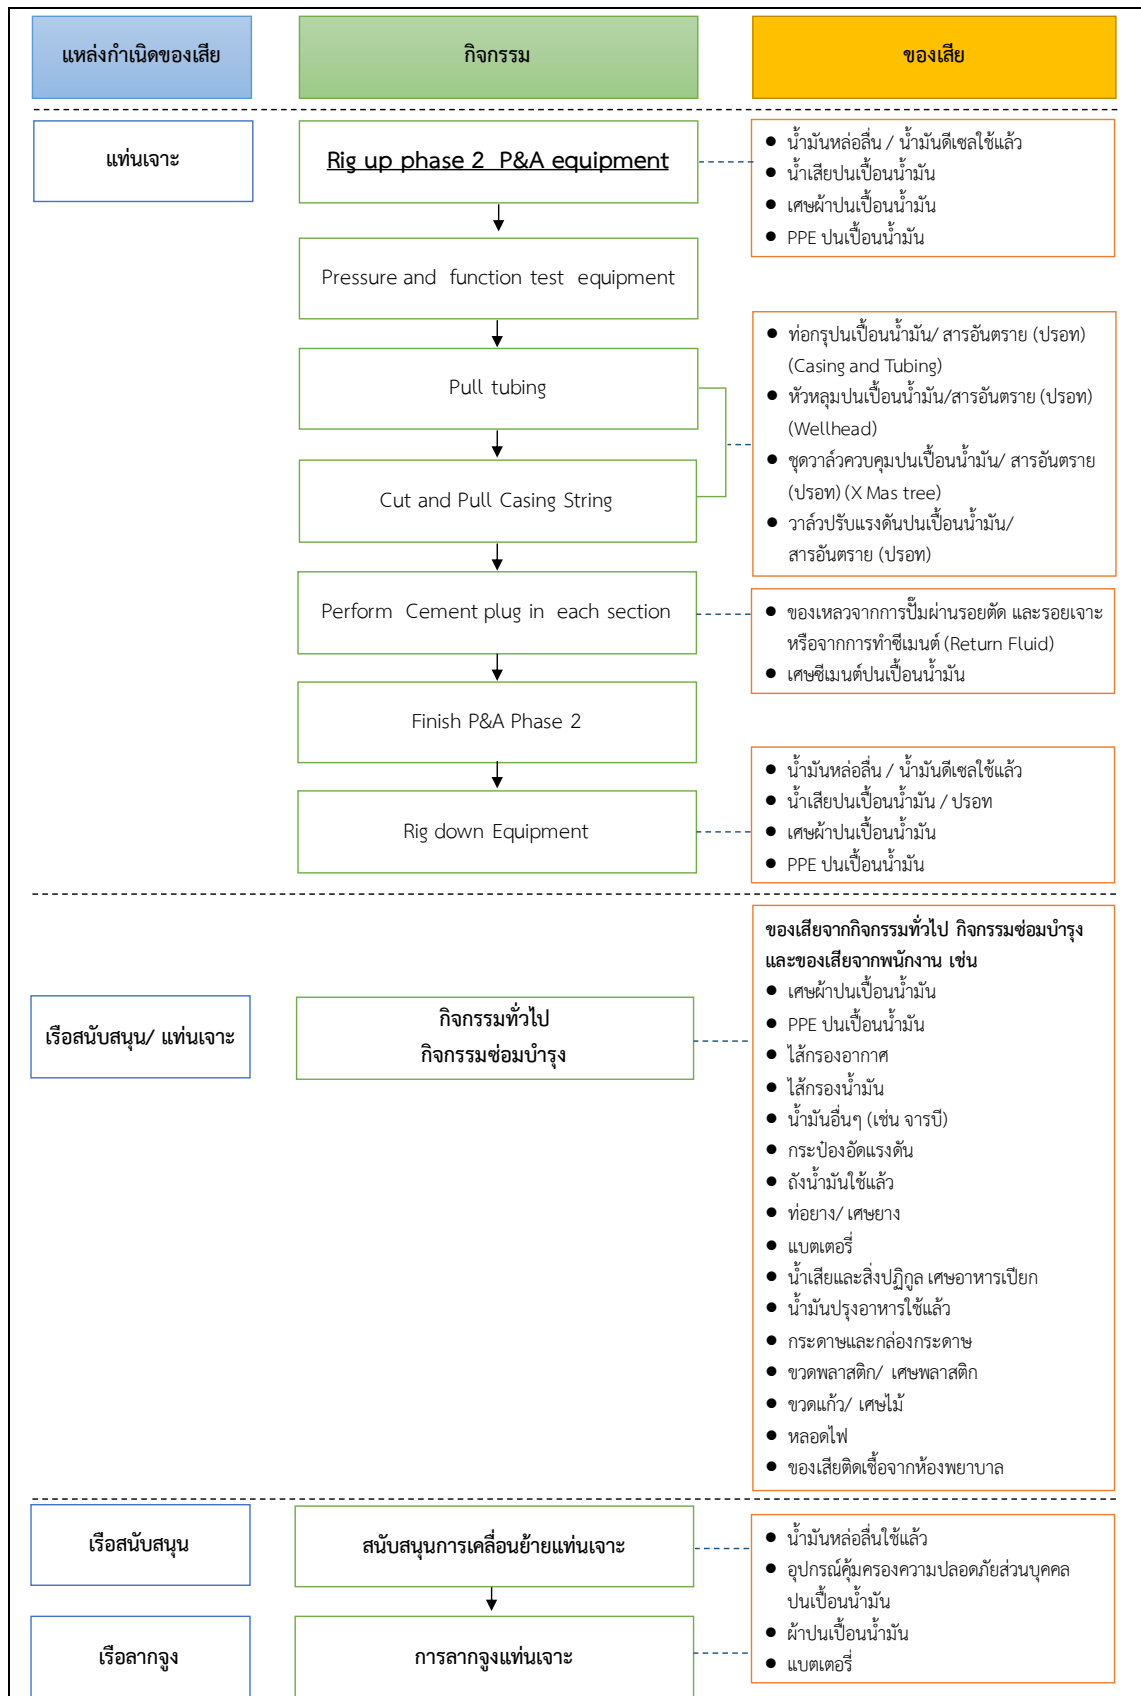 แหล่งกำเนิดของเสีย
กิจกรรม
ของเสีย
แท่นเจาะ
Rig up phase 2 P&A equipment
● น้ำมันหล่อลื่น / น้ำมันดีเซลใช้แล้ว
● น้ำเสียปนเปื้อนน้ำมัน
● เศษผ้าปนเปื้อนน้ำมัน
● PPE ปนเปื้อนน้ำมัน
Pressure and function test equipment
Pull tubing
Cut and Pull Casing String
● ท่อกรุปนเปื้อนน้ำมัน/ สารอันตราย (ปรอท)
(Casing and Tubing)
● หัวหลุมปนเปื้อนน้ำมัน/สารอันตราย (ปรอท)
(Wellhead)
● ชุดวาล์วควบคุมปนเปื้อนน้ำมัน/ สารอันตราย
(ปรอท) (X Mas tree)
● วาล์วปรับแรงดันปนเปื้อนน้ำมัน/
สารอันตราย (ปรอท)
Perform Cement plug in each section
● ของเหลวจากการปั๊มผ่านรอยตัด และรอยเจาะ
หรือจากการทำซีเมนต์ (Return Fluid)
● เศษซีเมนต์ปนเปื้อนน้ำมัน
Finish P&A Phase 2
Rig down Equipment
● น้ำมันหล่อลื่น / น้ำมันดีเซลใช้แล้ว
● น้ำเสียปนเปื้อนน้ำมัน / ปรอท
● เศษผ้าปนเปื้อนน้ำมัน
● PPE ปนเปื้อนน้ำมัน
เรือสนับสนุน/ แท่นเจาะ
กิจกรรมทั่วไป
กิจกรรมซ่อมบำรุง
ของเสียจากกิจกรรมทั่วไป กิจกรรมซ่อมบำรุง
และของเสียจากพนักงาน เช่น
● เศษผ้าปนเปื้อนน้ำมัน
● PPE ปนเปื้อนน้ำมัน
● ไส้กรองอากาศ
● ไส้กรองน้ำมัน
● น้ำมันอื่นๆ (เช่น จารบี)
● กระป๋องอัดแรงดัน
● ถังน้ำมันใช้แล้ว
● ท่อยาง/ เศษยาง
● แบตเตอรี่
● น้ำเสียและสิ่งปฏิกูล เศษอาหารเปียก
● น้ำมันปรุงอาหารใช้แล้ว
● กระดาษและกล่องกระดาษ
● ขวดพลาสติก/ เศษพลาสติก
● ขวดแก้ว/ เศษไม้
● หลอดไฟ
● ของเสียติดเชื้อจากห้องพยาบาล
เรือสนับสนุน
สนับสนุนการเคลื่อนย้ายแท่นเจาะ
● น้ำมันหล่อลื่นใช้แล้ว
● อุปกรณ์คุ้มครองความปลอดภัยส่วนบุคคล
ปนเปื้อนน้ำมัน
● ผ้าปนเปื้อนน้ำมัน
● แบตเตอรี่
เรือลากจูง
การลากจูงแท่นเจาะ